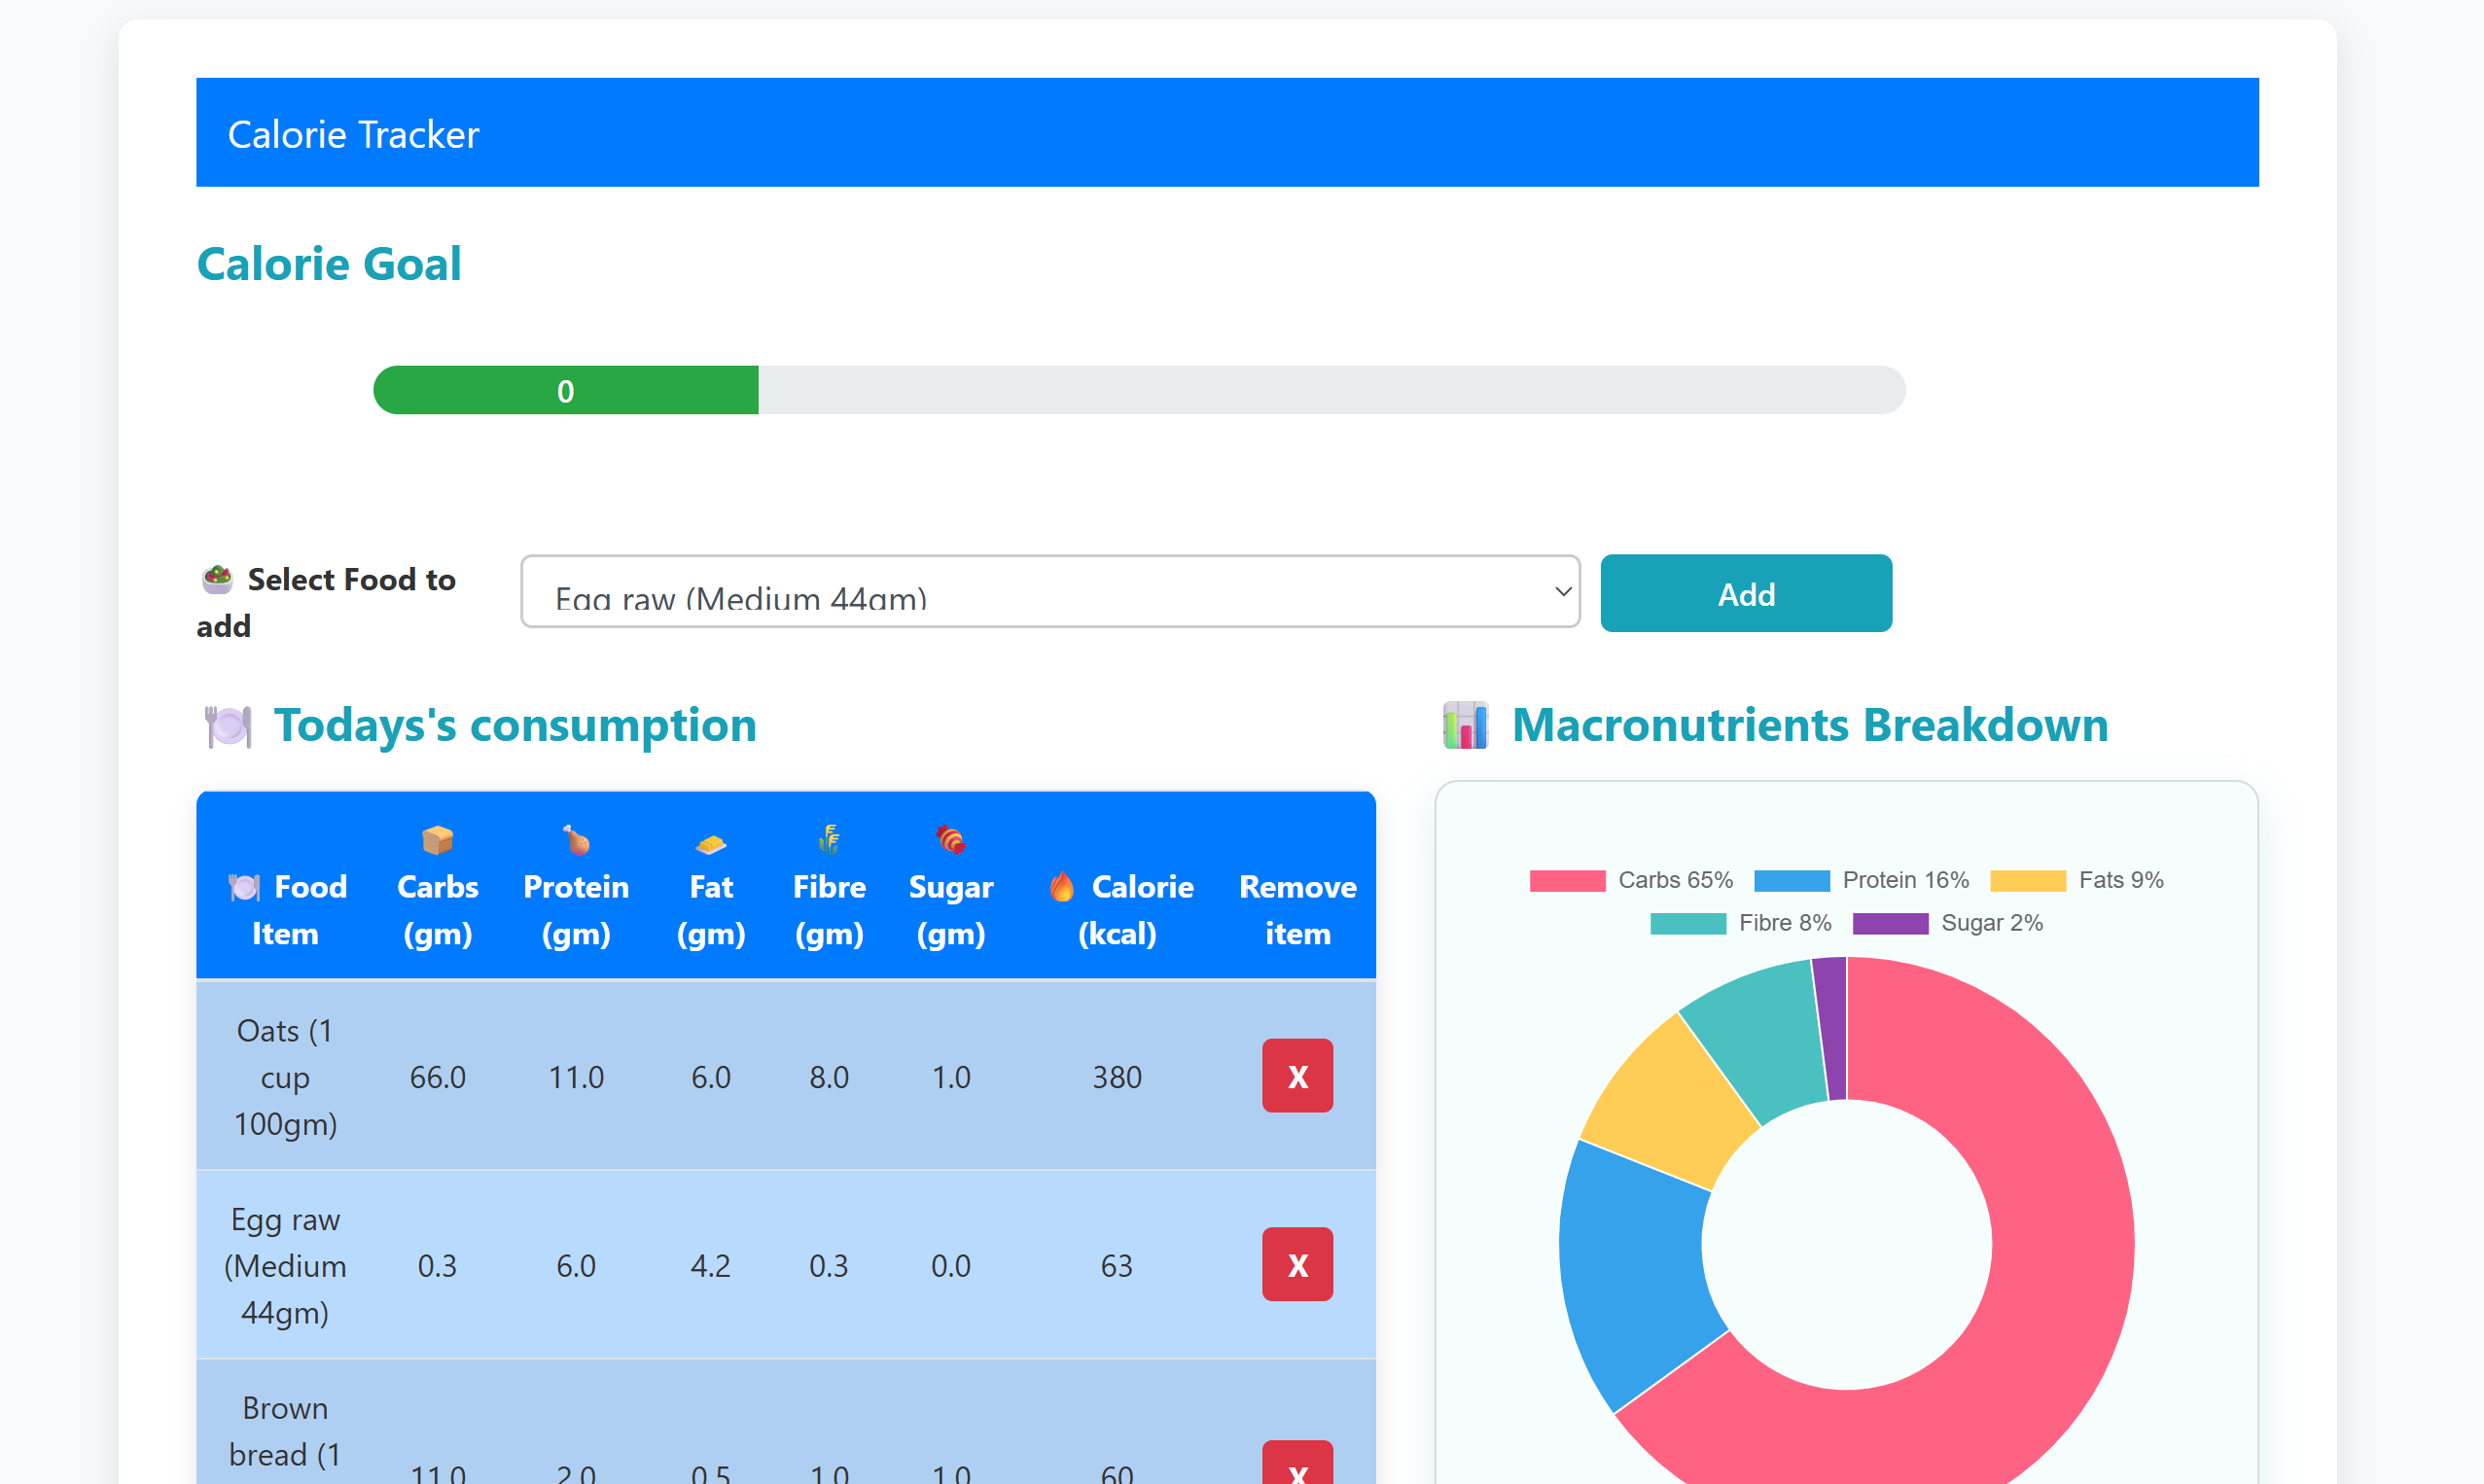 Calorie Tracker
Calorie Goal
0
Select Food to
add
Egg raw (Medium 44gm)
Add
Todays's consumption
Macronutrients Breakdown
Food Item Carbs (gm) Protein (gm) Fat (gm) Fibre (gm) Sugar (gm) Calorie (kcal) Remove item
Oats (1 cup 100gm) 66.0 11.0 6.0 8.0 1.0 380 X
Egg raw (Medium 44gm) 0.3 6.0 4.2 0.3 0.0 63 X
Brown bread (1 11.0 2.0 0.5 1.0 1.0 60 X
Carbs 65% Protein 16% Fats 9%
Fibre 8% Sugar 2%